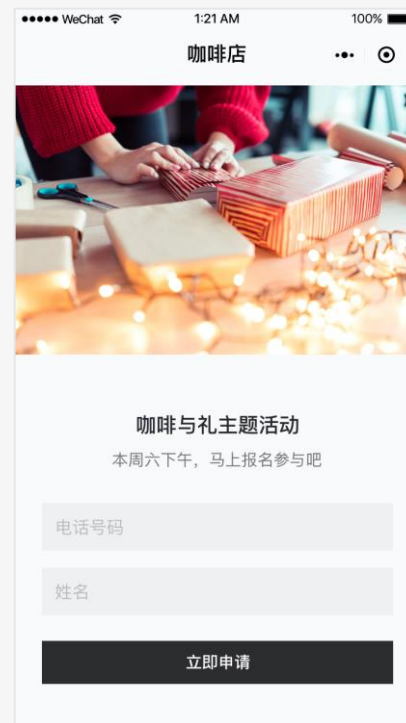 ●●●●● WeChat 1:21 AM 100%
咖啡店
咖啡与礼主题活动
本周六下午，马上报名参与吧
电话号码
姓名
立即申请